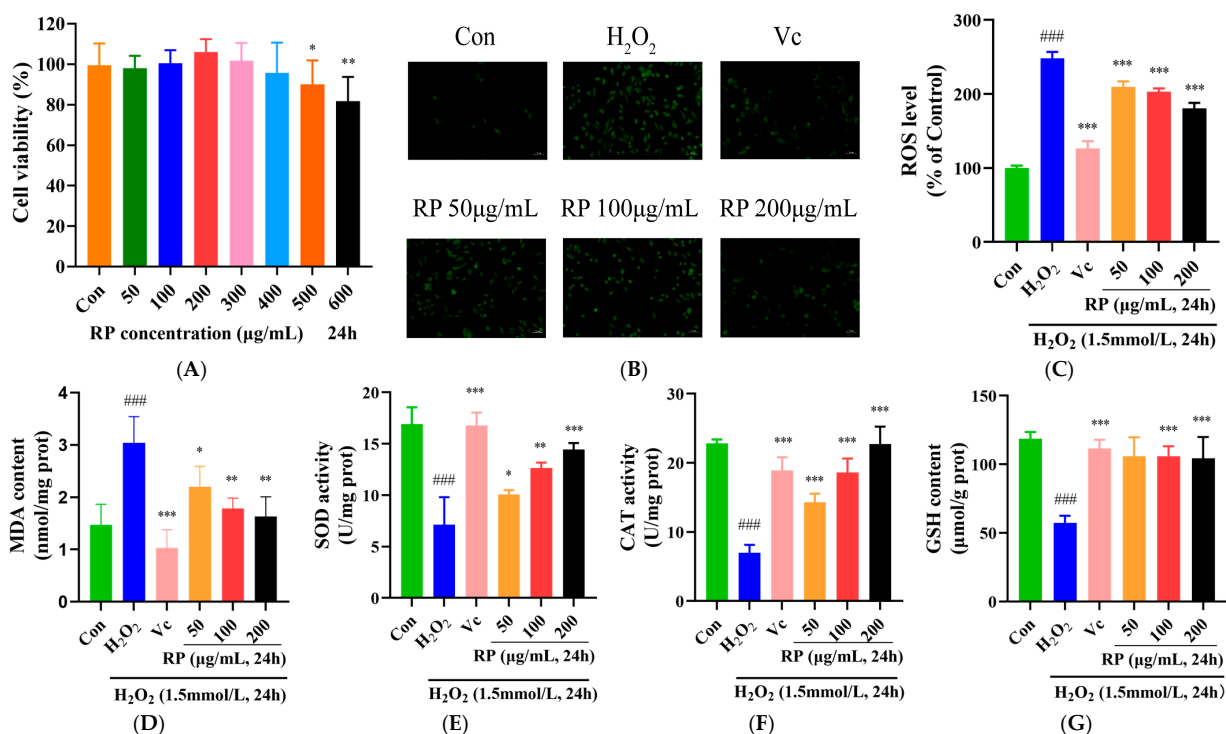 Cell viability (%)
120
100
80
60
40
20
0
*
**
Con
50
100
200
300
400
500
600
RP concentration (μg/mL) 24h
(A)
Con
H₂O₂
Vc
RP 50μg/mL
RP 100μg/mL
RP 200μg/mL
(B)
ROS level
(% of Control)
300
200
100
0
###
***
***
***
***
Con
H₂O₂
Vc
50
100
200
RP (μg/mL, 24h)
H₂O₂ (1.5mmol/L, 24h)
(C)
MDA content
(nmol/mg prot)
4
3
2
1
0
###
***
*
**
**
Con
H₂O₂
Vc
50
100
200
RP (μg/mL, 24h)
H₂O₂ (1.5mmol/L, 24h)
(D)
SOD activity
(U/mg prot)
20
15
10
5
0
###
***
*
**
***
Con
H₂O₂
Vc
50
100
200
RP (μg/mL, 24h)
H₂O₂ (1.5mmol/L, 24h)
(E)
CAT activity
(U/mg prot)
30
20
10
0
###
***
***
***
***
Con
H₂O₂
Vc
50
100
200
RP (μg/mL, 24h)
H₂O₂ (1.5mmol/L, 24h)
(F)
GSH content
(μmol/g prot)
150
100
50
0
###
***
***
***
Con
H₂O₂
Vc
50
100
200
RP (μg/mL, 24h)
H₂O₂ (1.5mmol/L, 24h)
(G)